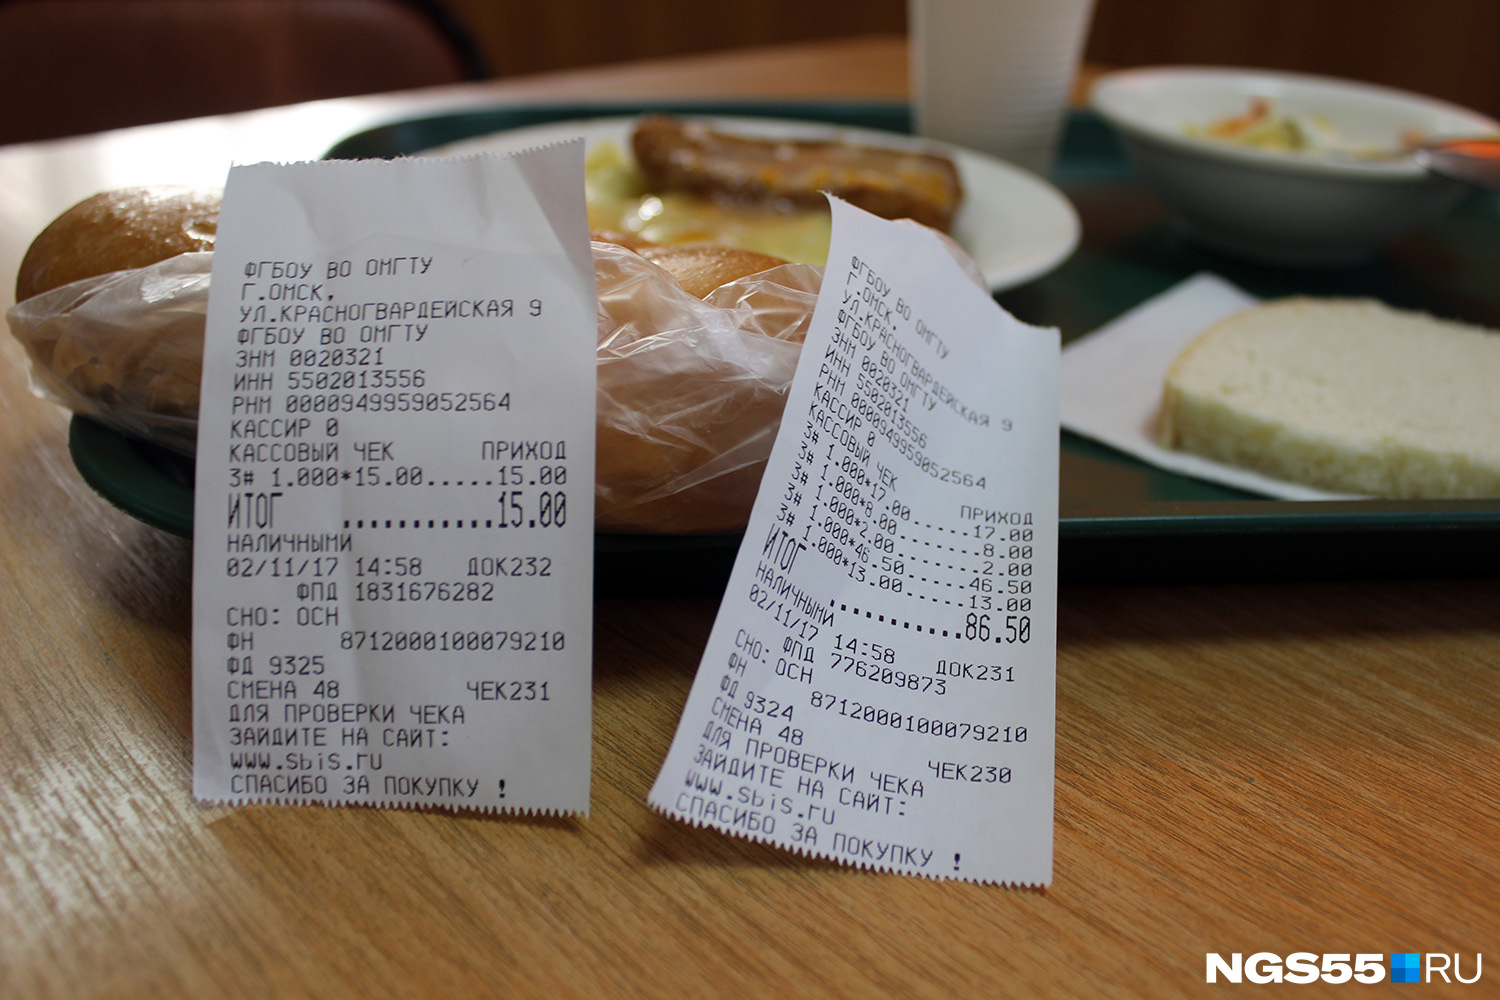 ФГБОУ ВО ОМГТУ
Г.ОМСК,
УЛ.КРАСНОГВАРДЕЙСКАЯ 9
ФГБОУ ВО ОМГТУ
ЗНМ 0020321
ИНН 5502013556
РНМ 0000949959052564
КАССИР 0
КАССОВЫЙ ЧЕК ПРИХОД
3# 1.000*15.00.....15.00
ИТОГ ............15.00
НАЛИЧНЫМИ
02/11/17 14:58 ДОК232
ФПД 1831676282
СНО: ОСН
ФН 8712000100079210
ФД 9325
СМЕНА 48 ЧЕК231
ДЛЯ ПРОВЕРКИ ЧЕКА
ЗАЙДИТЕ НА САЙТ:
www.sbis.ru
СПАСИБО ЗА ПОКУПКУ !
ФГБОУ ВО ОМГТУ
Г.ОМСК,
УЛ.КРАСНОГВАРДЕЙСКАЯ 9
ФГБОУ ВО ОМГТУ
ЗНМ 0020321
ИНН 5502013556
РНМ 0000949959052564
КАССИР 0
КАССОВЫЙ ЧЕК ПРИХОД
3# 1.000*17.00.....17.00
3# 1.000*8.00.......8.00
3# 1.000*2.00.......2.00
3# 1.000*46.50.....46.50
3# 1.000*13.00.....13.00
ИТОГ ............86.50
НАЛИЧНЫМИ
02/11/17 14:58 ДОК231
ФПД 776209873
СНО: ОСН
ФН 8712000100079210
ФД 9324
СМЕНА 48 ЧЕК230
ДЛЯ ПРОВЕРКИ ЧЕКА
ЗАЙДИТЕ НА САЙТ:
www.sbis.ru
СПАСИБО ЗА ПОКУПКУ !
NGS55 RU